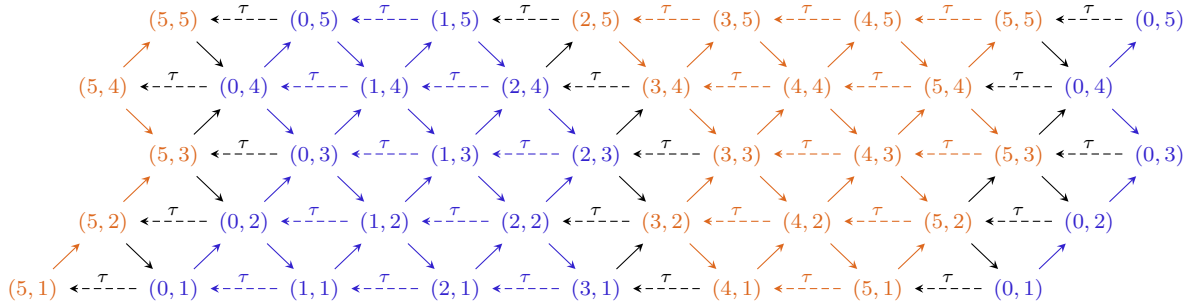 (5, 5) τ (0, 5) τ (1, 5) τ (2, 5) τ (3, 5) τ (4, 5) τ (5, 5) τ (0, 5)
(5, 4) τ (0, 4) τ (1, 4) τ (2, 4) τ (3, 4) τ (4, 4) τ (5, 4) τ (0, 4)
(5, 3) τ (0, 3) τ (1, 3) τ (2, 3) τ (3, 3) τ (4, 3) τ (5, 3) τ (0, 3)
(5, 2) τ (0, 2) τ (1, 2) τ (2, 2) τ (3, 2) τ (4, 2) τ (5, 2) τ (0, 2)
(5, 1) τ (0, 1) τ (1, 1) τ (2, 1) τ (3, 1) τ (4, 1) τ (5, 1) τ (0, 1)